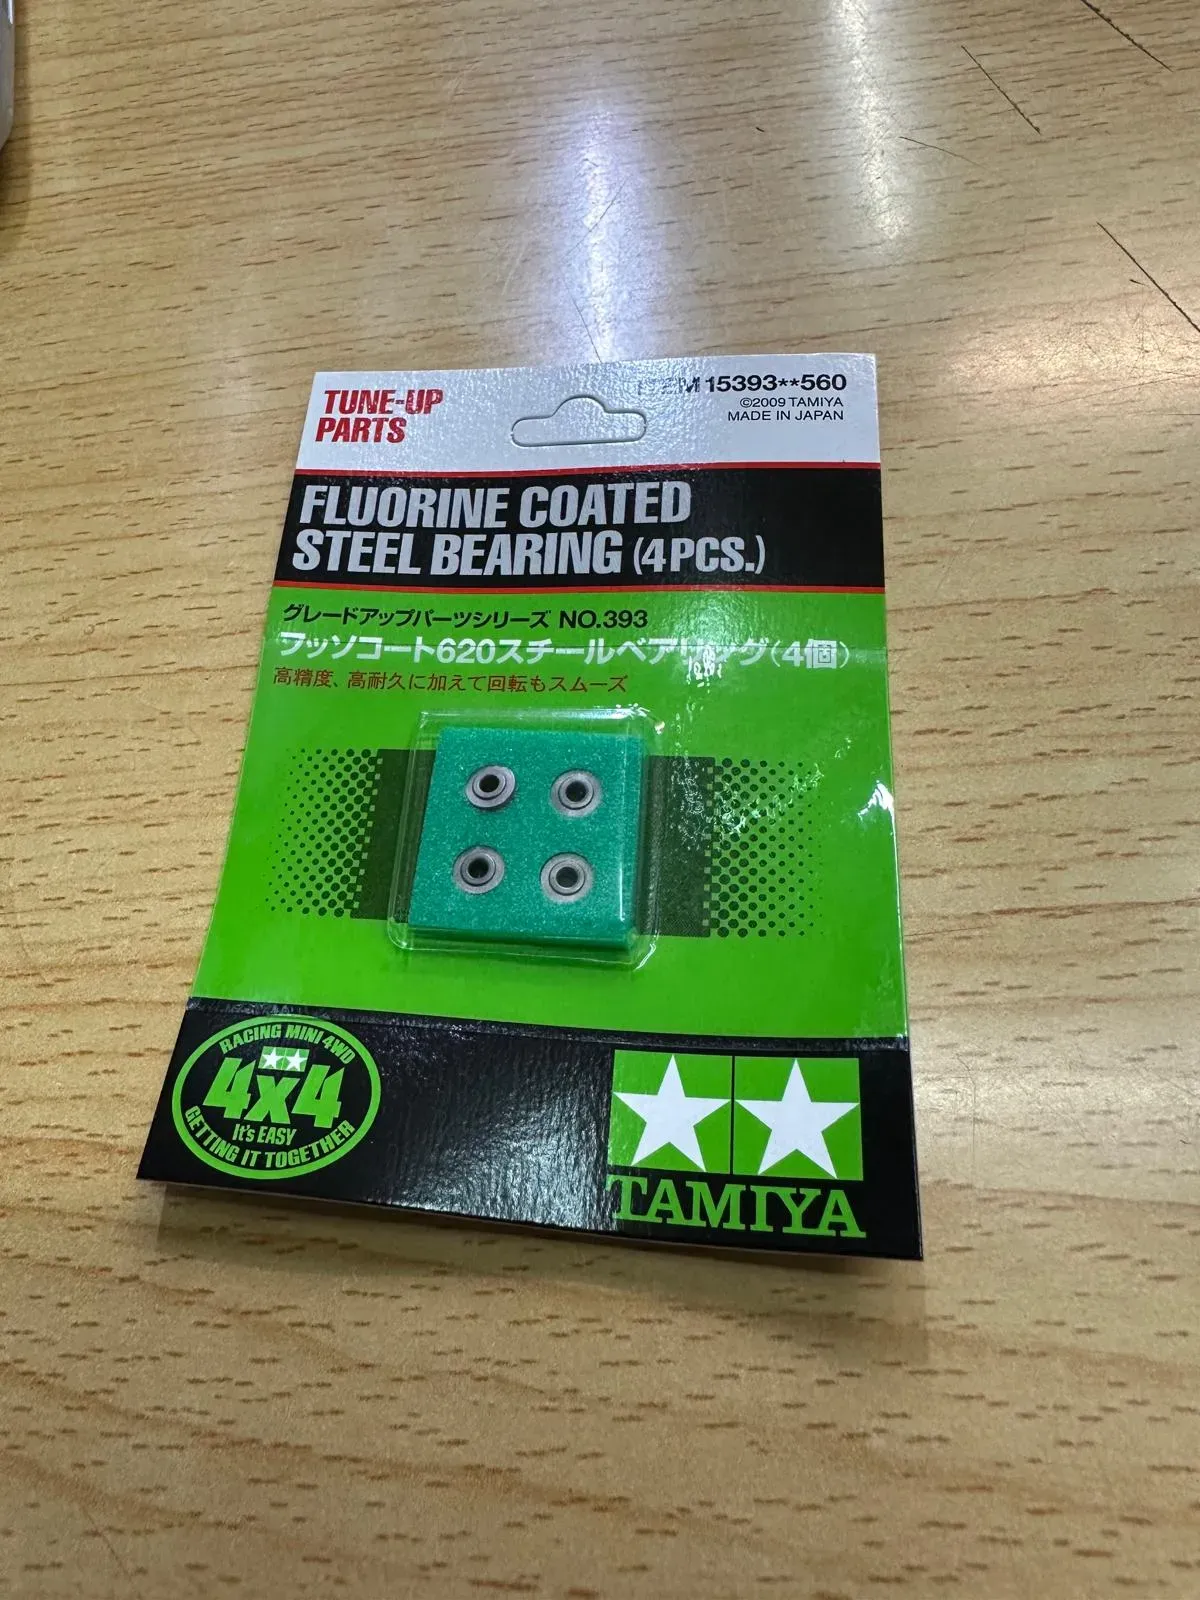 TUNE-UP
PARTS
ITEM 15393**560
©2009 TAMIYA
MADE IN JAPAN
FLUORINE COATED
STEEL BEARING (4PCS.)
グレードアップパーツシリーズ NO.393
フッソコート620スチールベアリング(4個)
高精度、高耐久に加えて回転もスムーズ
RACING MINI 4WD
4x4
It's EASY
GETTING IT TOGETHER
TAMIYA